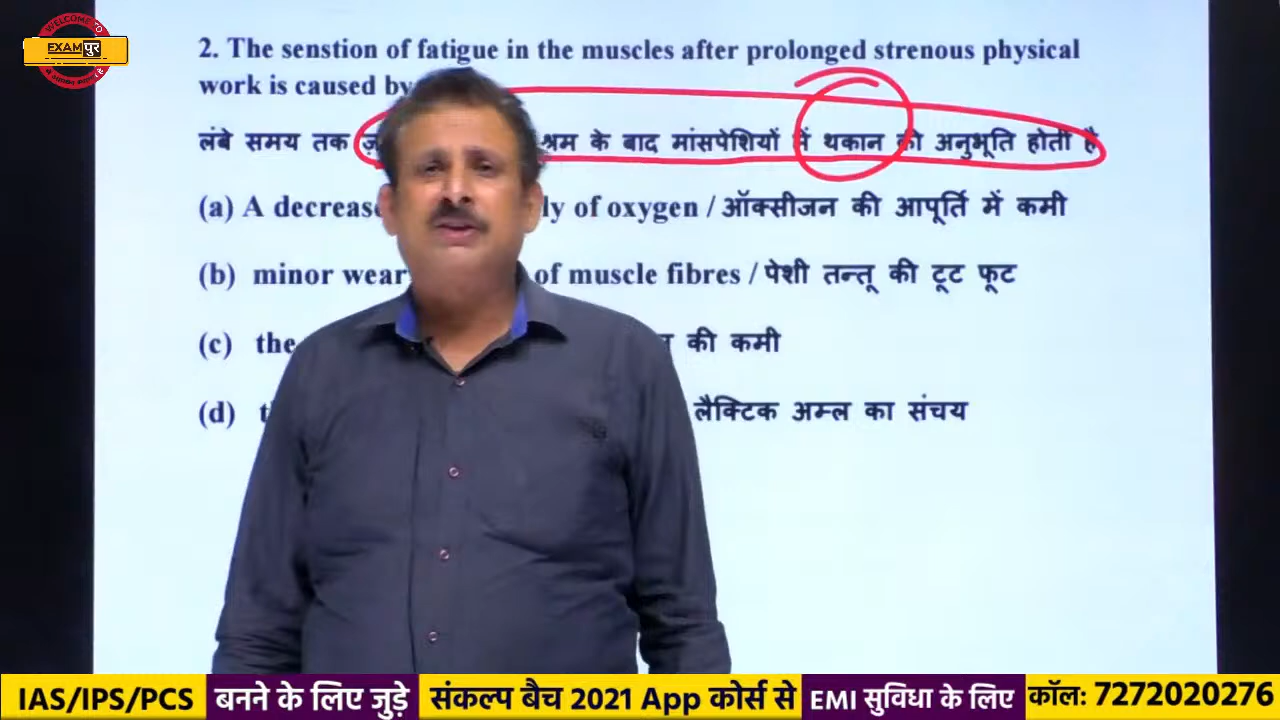 WELCOME TO
EXAMपुर
2. The senstion of fatigue in the muscles after prolonged strenous physical
work is caused by
लंबे समय तक श्रम के बाद मांसपेशियों में थकान की अनुभूति होती है
(a) A decrease ly of oxygen / ऑक्सीजन की आपूर्ति में कमी
(b) minor wear of muscle fibres / पेशी तन्तू की टूट फूट
(c) the की कमी
(d) लैक्टिक अम्ल का संचय
IAS/IPS/PCS बनने के लिए जुड़े संकल्प बैच 2021 App कोर्स से EMI सुविधा के लिए कॉल: 7272020276